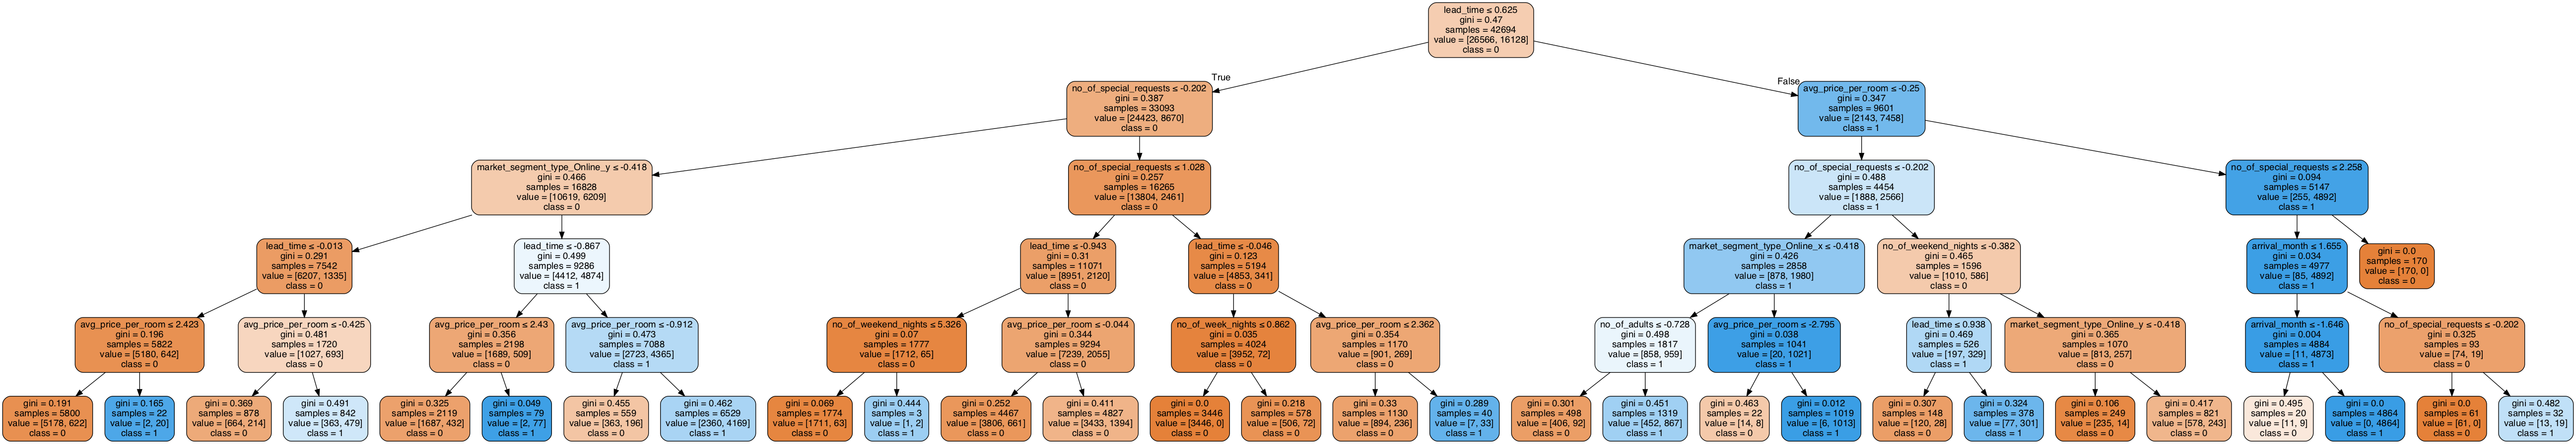 lead_time ≤ 0.625
gini = 0.47
samples = 42694
value = [26566, 16128]
class = 0
True
False
no_of_special_requests ≤ -0.202
gini = 0.387
samples = 33093
value = [24423, 8670]
class = 0
avg_price_per_room ≤ -0.25
gini = 0.347
samples = 9601
value = [2143, 7458]
class = 1
market_segment_type_Online_y ≤ -0.418
gini = 0.466
samples = 16828
value = [10619, 6209]
class = 0
no_of_special_requests ≤ 1.028
gini = 0.257
samples = 16265
value = [13804, 2461]
class = 0
no_of_special_requests ≤ -0.202
gini = 0.488
samples = 4454
value = [1888, 2566]
class = 1
no_of_special_requests ≤ 2.258
gini = 0.094
samples = 5147
value = [255, 4892]
class = 1
lead_time ≤ -0.013
gini = 0.291
samples = 7542
value = [6207, 1335]
class = 0
lead_time ≤ -0.867
gini = 0.499
samples = 9286
value = [4412, 4874]
class = 1
lead_time ≤ -0.943
gini = 0.31
samples = 11071
value = [8951, 2120]
class = 0
lead_time ≤ -0.046
gini = 0.123
samples = 5194
value = [4853, 341]
class = 0
market_segment_type_Online_x ≤ -0.418
gini = 0.426
samples = 2858
value = [878, 1980]
class = 1
no_of_weekend_nights ≤ -0.382
gini = 0.465
samples = 1596
value = [1010, 586]
class = 0
arrival_month ≤ 1.655
gini = 0.034
samples = 4977
value = [85, 4892]
class = 1
gini = 0.0
samples = 170
value = [170, 0]
class = 0
avg_price_per_room ≤ 2.423
gini = 0.196
samples = 5822
value = [5180, 642]
class = 0
avg_price_per_room ≤ -0.425
gini = 0.481
samples = 1720
value = [1027, 693]
class = 0
avg_price_per_room ≤ 2.43
gini = 0.356
samples = 2198
value = [1689, 509]
class = 0
avg_price_per_room ≤ -0.912
gini = 0.473
samples = 7088
value = [2723, 4365]
class = 1
no_of_weekend_nights ≤ 5.326
gini = 0.07
samples = 1777
value = [1712, 65]
class = 0
avg_price_per_room ≤ -0.044
gini = 0.344
samples = 9294
value = [7239, 2055]
class = 0
no_of_week_nights ≤ 0.862
gini = 0.035
samples = 4024
value = [3952, 72]
class = 0
avg_price_per_room ≤ 2.362
gini = 0.354
samples = 1170
value = [901, 269]
class = 0
no_of_adults ≤ -0.728
gini = 0.498
samples = 1817
value = [858, 959]
class = 1
avg_price_per_room ≤ -2.795
gini = 0.038
samples = 1041
value = [20, 1021]
class = 1
lead_time ≤ 0.938
gini = 0.469
samples = 526
value = [197, 329]
class = 1
market_segment_type_Online_y ≤ -0.418
gini = 0.365
samples = 1070
value = [813, 257]
class = 0
arrival_month ≤ -1.646
gini = 0.004
samples = 4884
value = [11, 4873]
class = 1
no_of_special_requests ≤ -0.202
gini = 0.325
samples = 93
value = [74, 19]
class = 0
gini = 0.191
samples = 5800
value = [5178, 622]
class = 0
gini = 0.165
samples = 22
value = [2, 20]
class = 1
gini = 0.369
samples = 878
value = [664, 214]
class = 0
gini = 0.491
samples = 842
value = [363, 479]
class = 1
gini = 0.325
samples = 2119
value = [1687, 432]
class = 0
gini = 0.049
samples = 79
value = [2, 77]
class = 1
gini = 0.455
samples = 559
value = [363, 196]
class = 0
gini = 0.462
samples = 6529
value = [2360, 4169]
class = 1
gini = 0.069
samples = 1774
value = [1711, 63]
class = 0
gini = 0.444
samples = 3
value = [1, 2]
class = 1
gini = 0.252
samples = 4467
value = [3806, 661]
class = 0
gini = 0.411
samples = 4827
value = [3433, 1394]
class = 0
gini = 0.0
samples = 3446
value = [3446, 0]
class = 0
gini = 0.218
samples = 578
value = [506, 72]
class = 0
gini = 0.33
samples = 1130
value = [894, 236]
class = 0
gini = 0.289
samples = 40
value = [7, 33]
class = 1
gini = 0.301
samples = 498
value = [406, 92]
class = 0
gini = 0.451
samples = 1319
value = [452, 867]
class = 1
gini = 0.463
samples = 22
value = [14, 8]
class = 0
gini = 0.012
samples = 1019
value = [6, 1013]
class = 1
gini = 0.307
samples = 148
value = [120, 28]
class = 0
gini = 0.324
samples = 378
value = [77, 301]
class = 1
gini = 0.106
samples = 249
value = [235, 14]
class = 0
gini = 0.417
samples = 821
value = [578, 243]
class = 0
gini = 0.495
samples = 20
value = [11, 9]
class = 0
gini = 0.0
samples = 4864
value = [0, 4864]
class = 1
gini = 0.0
samples = 61
value = [61, 0]
class = 0
gini = 0.482
samples = 32
value = [13, 19]
class = 1